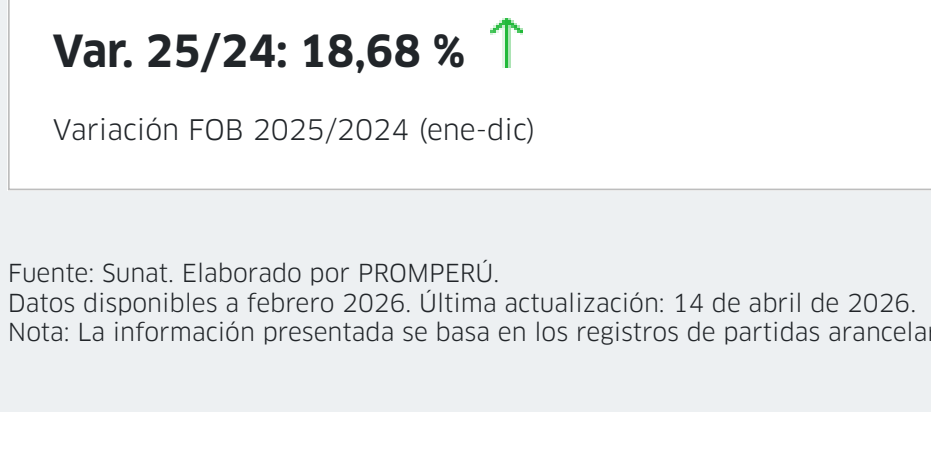 Var. 25/24: 18,68 %
Variación FOB 2025/2024 (ene-dic)
Fuente: Sunat. Elaborado por PROMPERÚ.
Datos disponibles a febrero 2026. Última actualización: 14 de abril de 2026.
Nota: La información presentada se basa en los registros de partidas